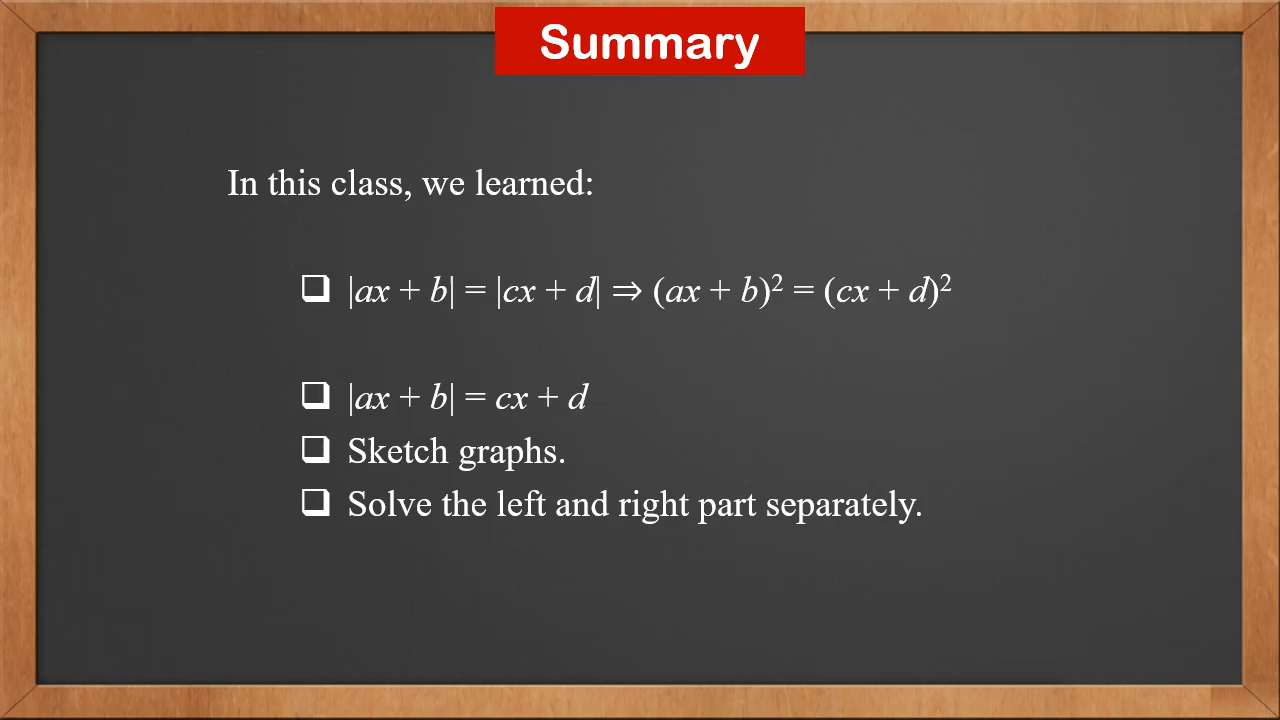 Summary
In this class, we learned:
❑ |ax + b| = |cx + d| ⇒ (ax + b)² = (cx + d)²
❑ |ax + b| = cx + d
❑ Sketch graphs.
❑ Solve the left and right part separately.